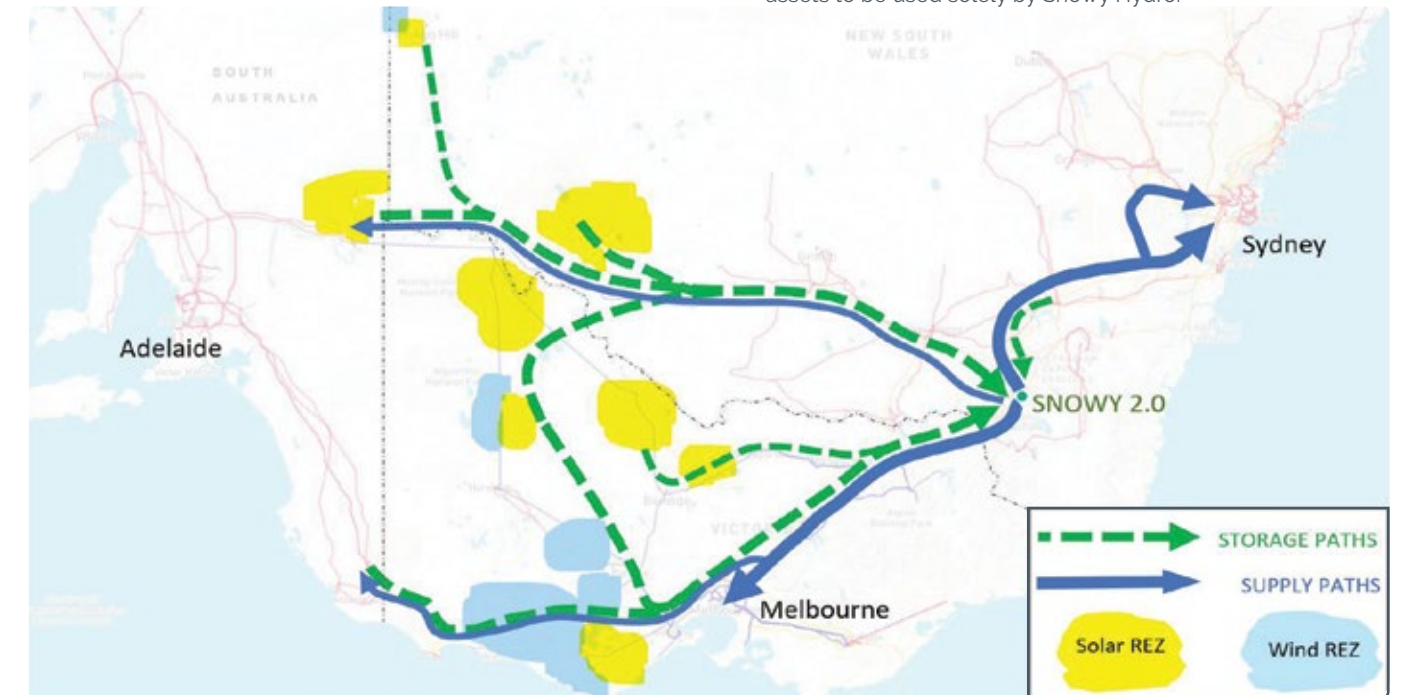 assets to be used solely by Snowy Hydro.
NEW SOUTH
WALES
SOUTH
AUSTRALIA
Sydney
Adelaide
SNOWY 2.0
Melbourne
STORAGE PATHS
SUPPLY PATHS
Solar REZ
Wind REZ